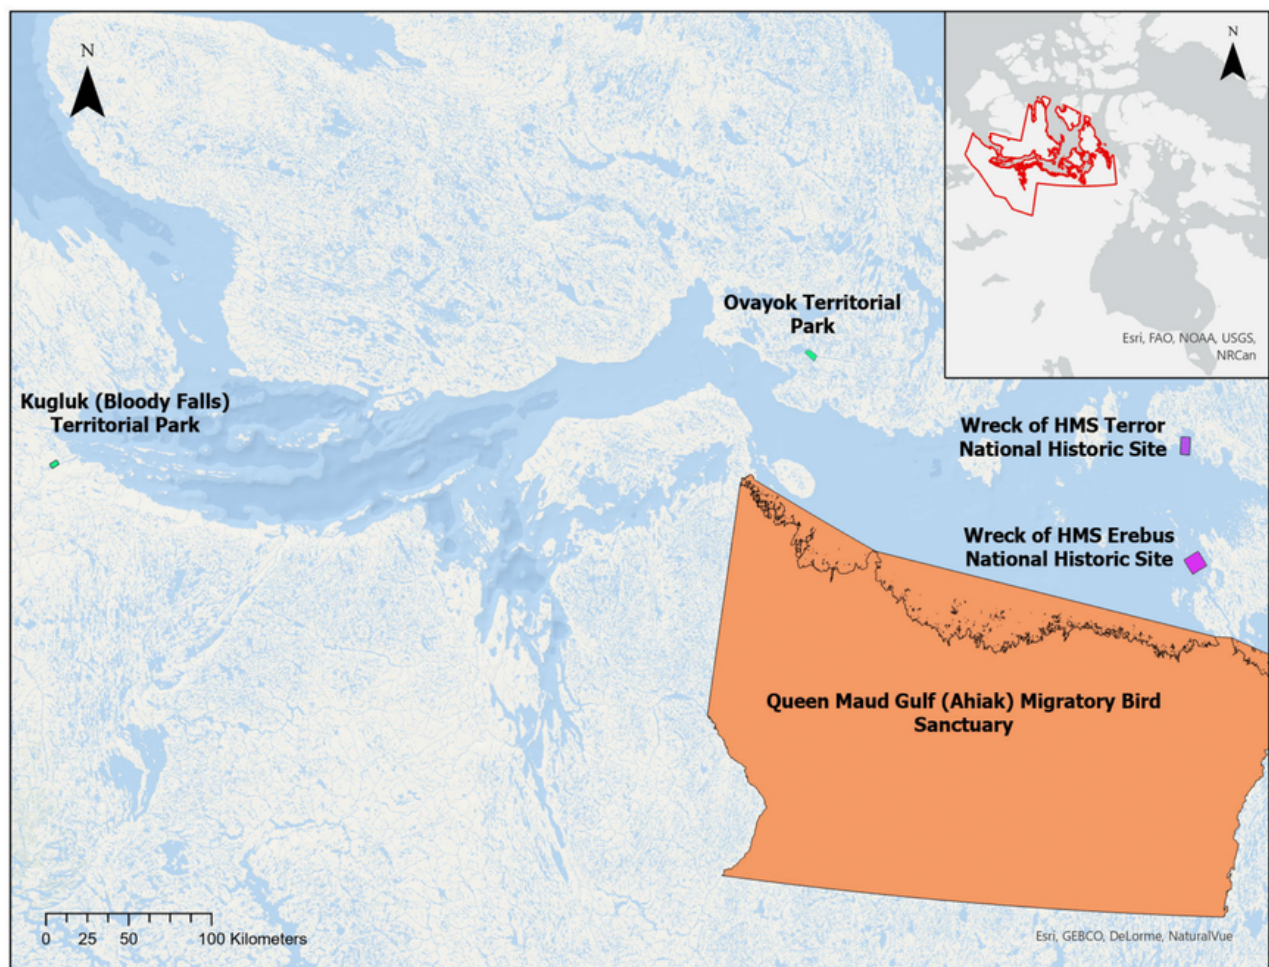 N
N
Esri, FAO, NOAA, USGS,
NRCan
Ovayok Territorial
Park
Kugluk (Bloody Falls)
Territorial Park
Wreck of HMS Terror
National Historic Site
Wreck of HMS Erebus
National Historic Site
Queen Maud Gulf (Ahiak) Migratory Bird
Sanctuary
0 25 50 100 Kilometers
Esri, GEBCO, DeLorme, NaturalVue